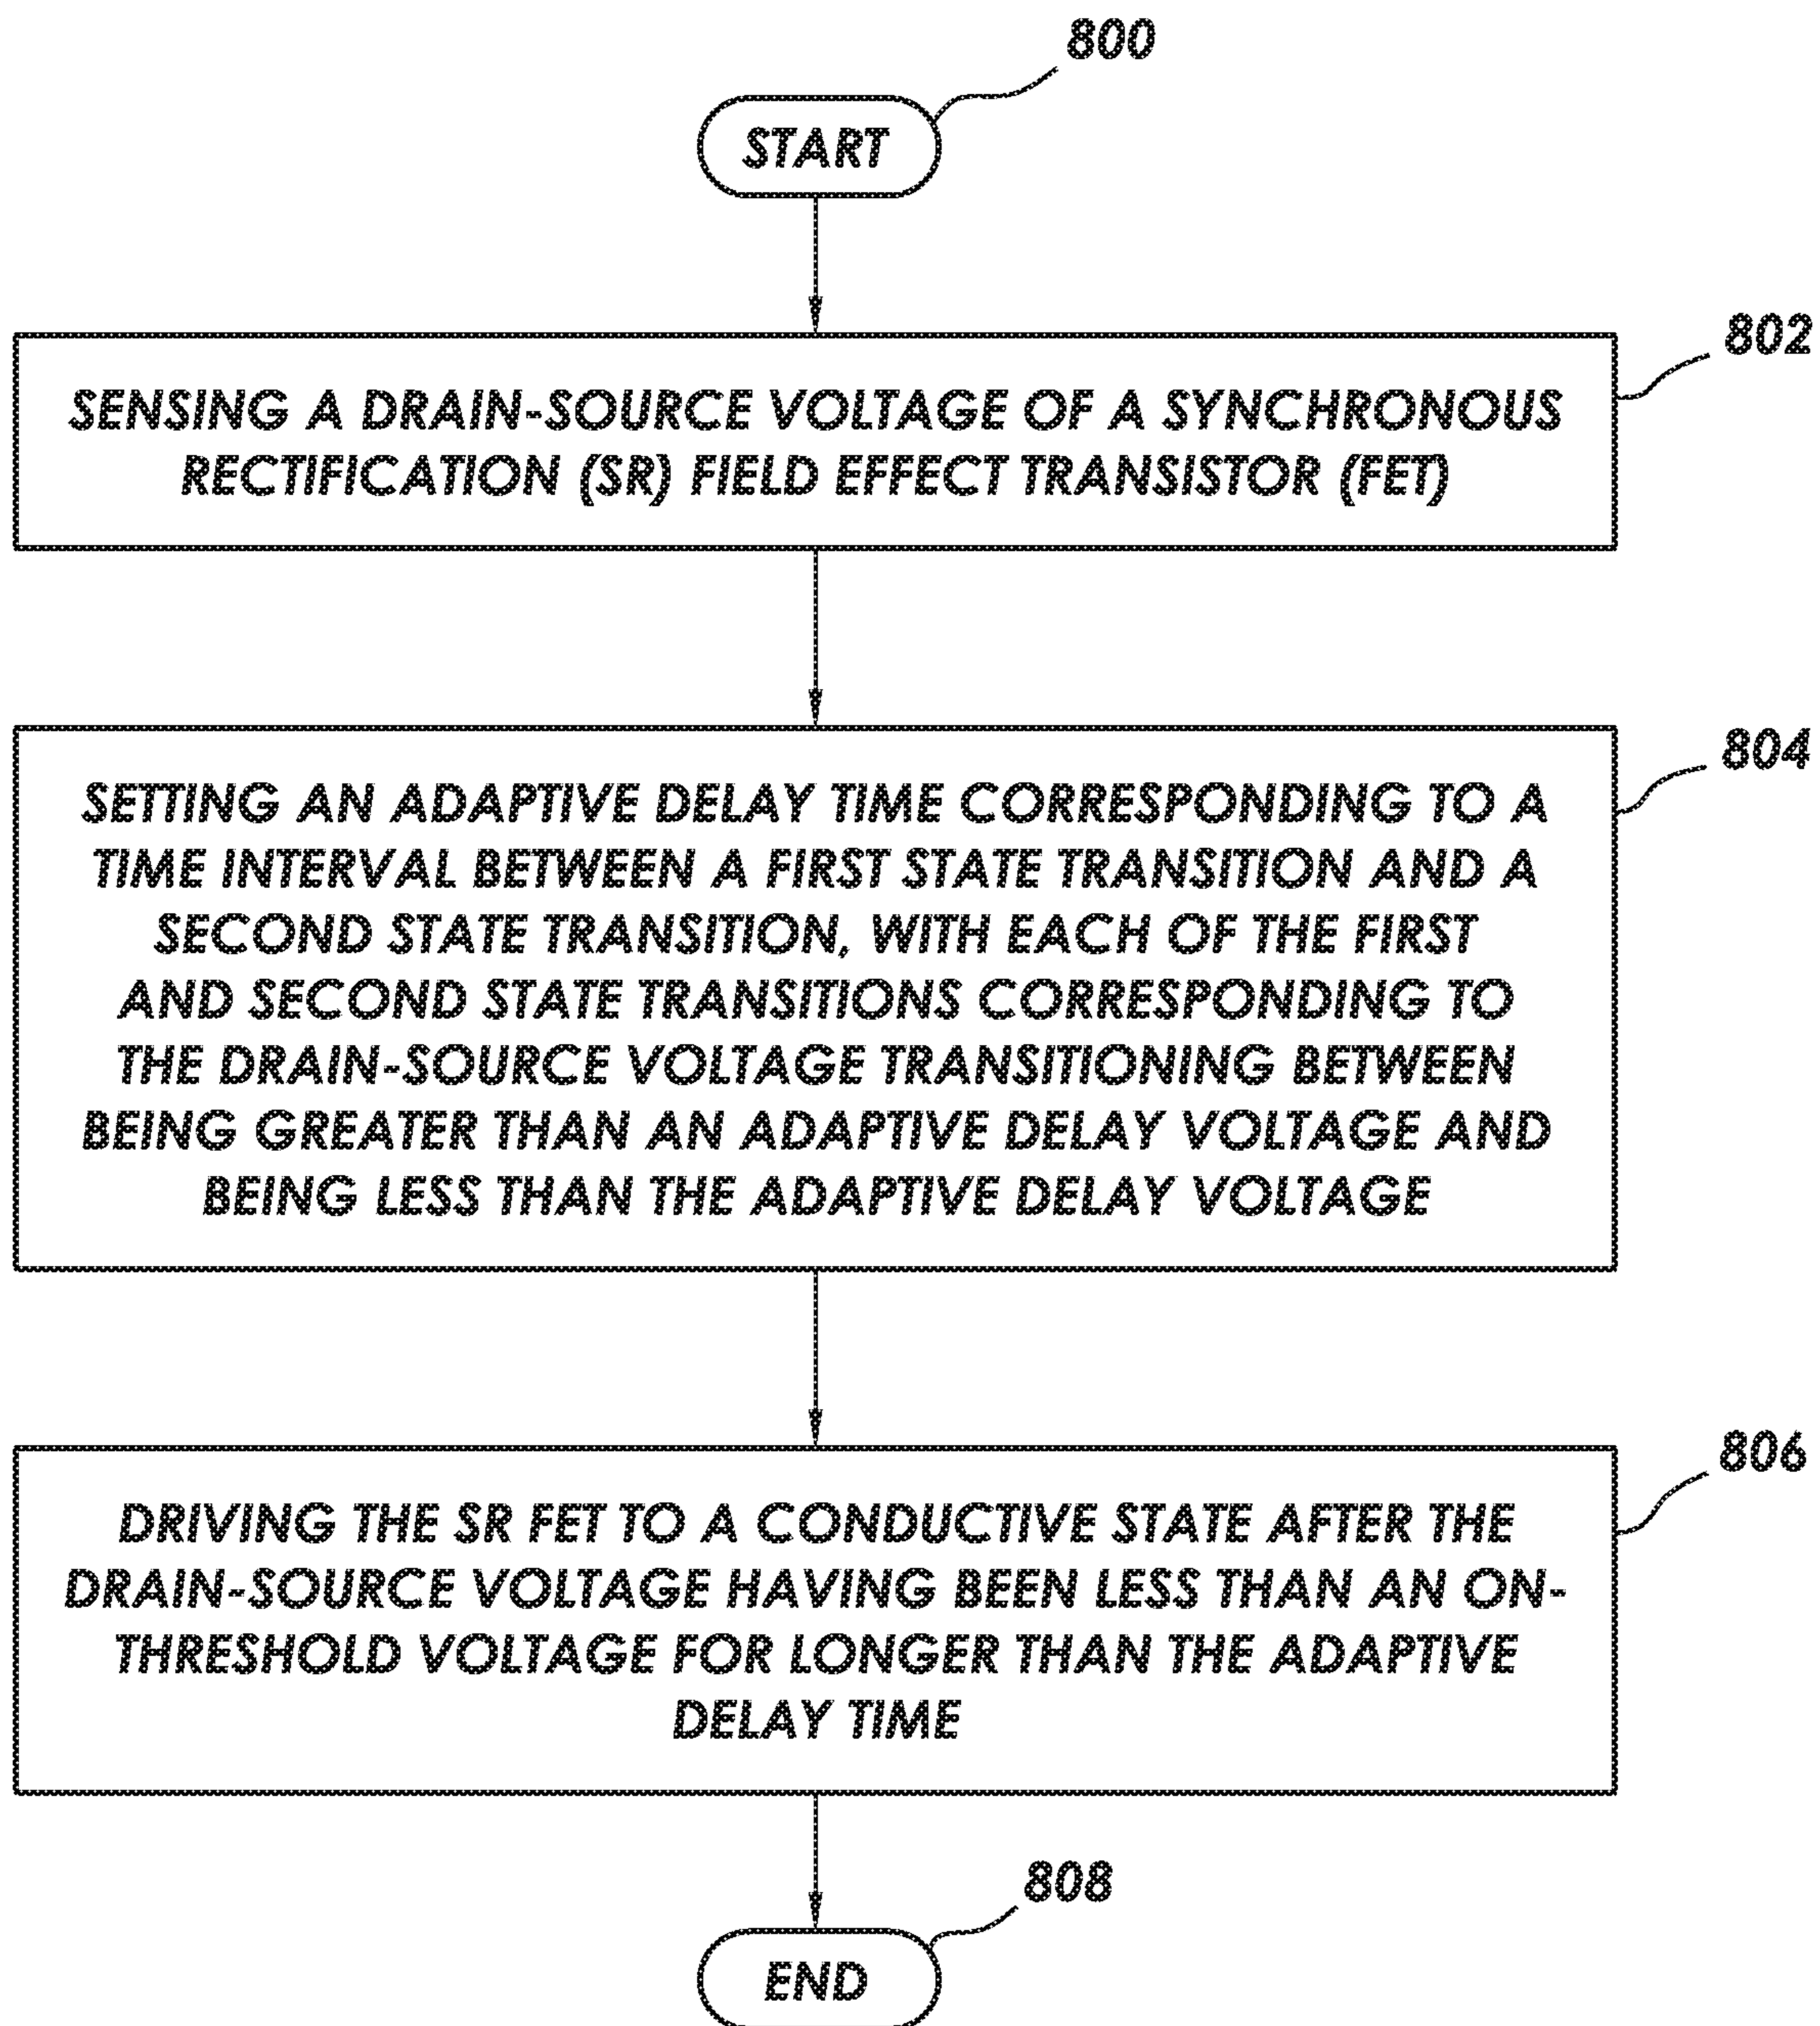 800
START
802
SENSING A DRAIN-SOURCE VOLTAGE OF A SYNCHRONOUS
RECTIFICATION (SR) FIELD EFFECT TRANSISTOR (FET)
804
SETTING AN ADAPTIVE DELAY TIME CORRESPONDING TO A
TIME INTERVAL BETWEEN A FIRST STATE TRANSITION AND A
SECOND STATE TRANSITION, WITH EACH OF THE FIRST
AND SECOND STATE TRANSITIONS CORRESPONDING TO
THE DRAIN-SOURCE VOLTAGE TRANSITIONING BETWEEN
BEING GREATER THAN AN ADAPTIVE DELAY VOLTAGE AND
BEING LESS THAN THE ADAPTIVE DELAY VOLTAGE
806
DRIVING THE SR FET TO A CONDUCTIVE STATE AFTER THE
DRAIN-SOURCE VOLTAGE HAVING BEEN LESS THAN AN ON-
THRESHOLD VOLTAGE FOR LONGER THAN THE ADAPTIVE
DELAY TIME
808
END